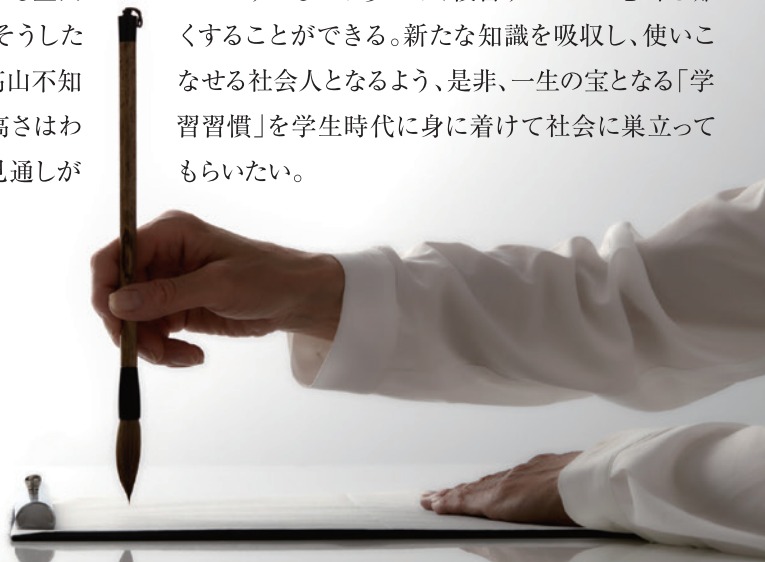 そうした
高山不知
高さはわ
見通しが
くすることができる。新たな知識を吸収し、使いこ
なせる社会人となるよう、是非、一生の宝となる「学
習習慣」を学生時代に身に着けて社会に巣立って
もらいたい。